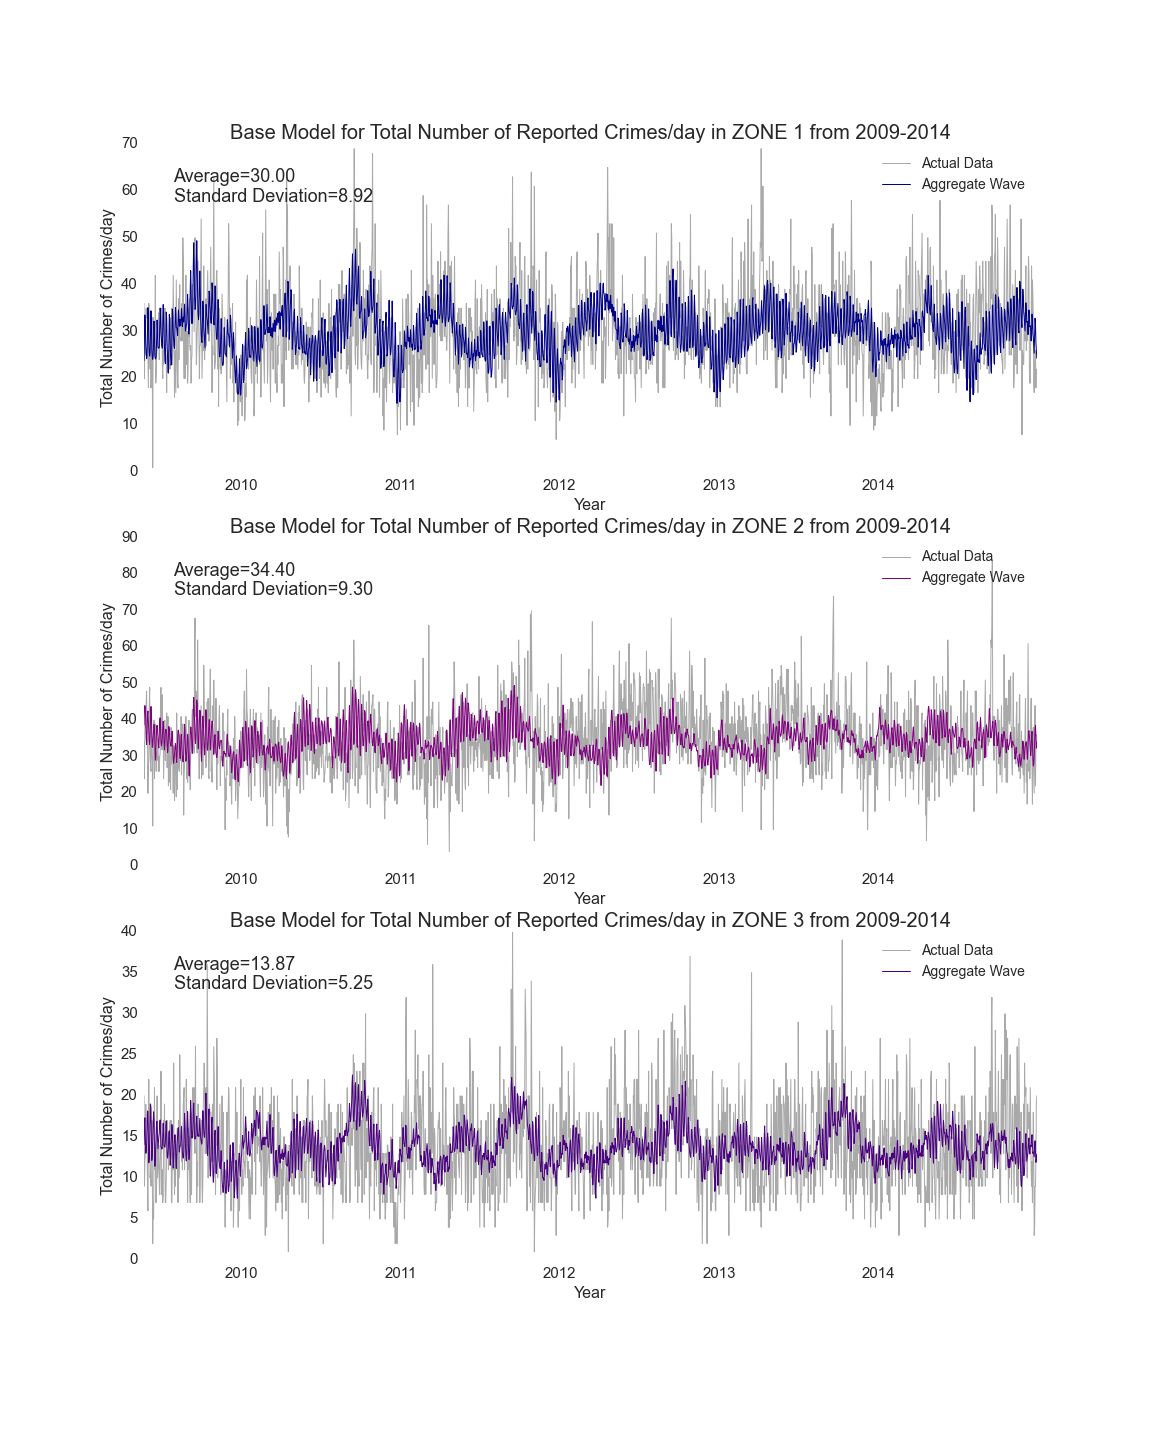 Base Model for Total Number of Reported Crimes/day in ZONE 1 from 2009-2014
70
60
50
40
30
20
10
0
Total Number of Crimes/day
Average=30.00
Standard Deviation=8.92
Actual Data
Aggregate Wave
2010 2011 2012 2013 2014
Year
Base Model for Total Number of Reported Crimes/day in ZONE 2 from 2009-2014
90
80
70
60
50
40
30
20
10
0
Total Number of Crimes/day
Average=34.40
Standard Deviation=9.30
Actual Data
Aggregate Wave
2010 2011 2012 2013 2014
Year
Base Model for Total Number of Reported Crimes/day in ZONE 3 from 2009-2014
40
35
30
25
20
15
10
5
0
Total Number of Crimes/day
Average=13.87
Standard Deviation=5.25
Actual Data
Aggregate Wave
2010 2011 2012 2013 2014
Year